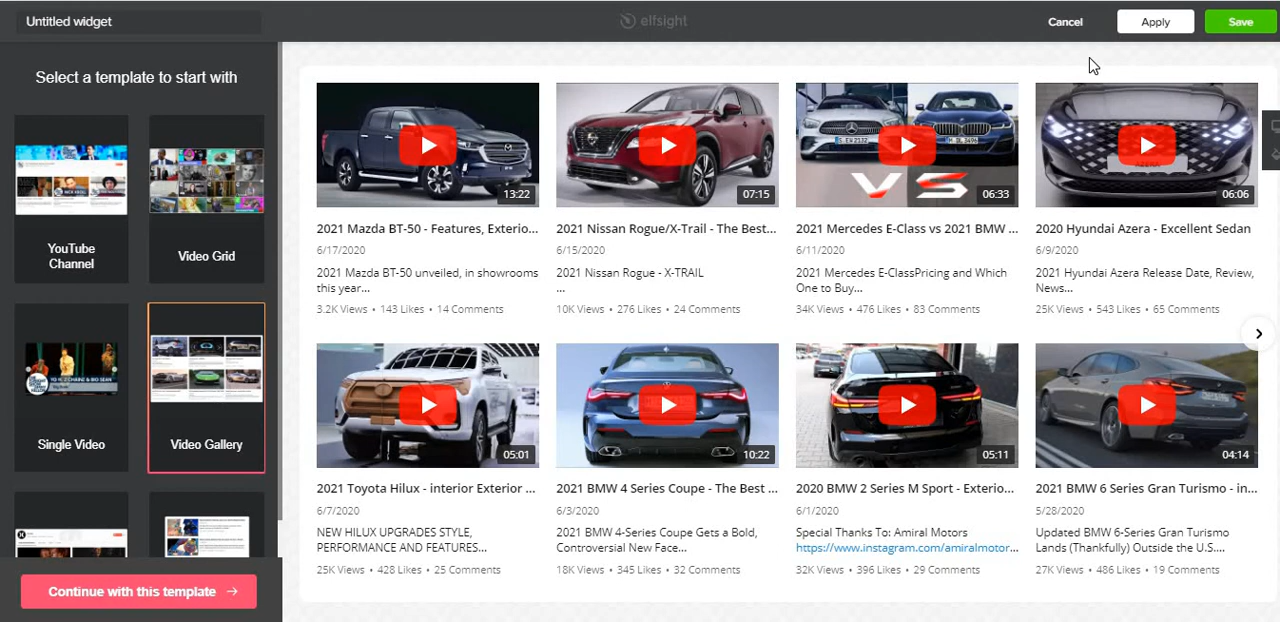 Untitled widget
elfsight
Cancel
Apply
Save
Select a template to start with
YouTube
Channel
Video Grid
Single Video
Video Gallery
Continue with this template →
13:22
2021 Mazda BT-50 - Features, Exterio...
6/17/2020
2021 Mazda BT-50 unveiled, in showrooms
this year...
3.2K Views • 143 Likes • 14 Comments
07:15
2021 Nissan Rogue/X-Trail - The Best...
6/15/2020
2021 Nissan Rogue - X-TRAIL
...
10K Views • 276 Likes • 24 Comments
VS
06:33
2021 Mercedes E-Class vs 2021 BMW ...
6/11/2020
2021 Mercedes E-ClassPricing and Which
One to Buy...
34K Views • 476 Likes • 83 Comments
AZERA
06:06
2020 Hyundai Azera - Excellent Sedan
6/9/2020
2021 Hyundai Azera Release Date, Review,
News...
25K Views • 543 Likes • 65 Comments
05:01
2021 Toyota Hilux - interior Exterior ...
6/7/2020
NEW HILUX UPGRADES STYLE,
PERFORMANCE AND FEATURES...
25K Views • 428 Likes • 25 Comments
10:22
2021 BMW 4 Series Coupe - The Best ...
6/3/2020
2021 BMW 4-Series Coupe Gets a Bold,
Controversial New Face...
18K Views • 345 Likes • 32 Comments
05:11
2020 BMW 2 Series M Sport - Exterio...
6/1/2020
Special Thanks To: Amiral Motors
https://www.instagram.com/amiralmotor...
32K Views • 396 Likes • 29 Comments
04:14
2021 BMW 6 Series Gran Turismo - in...
5/28/2020
Updated BMW 6-Series Gran Turismo
Lands (Thankfully) Outside the U.S....
27K Views • 486 Likes • 19 Comments